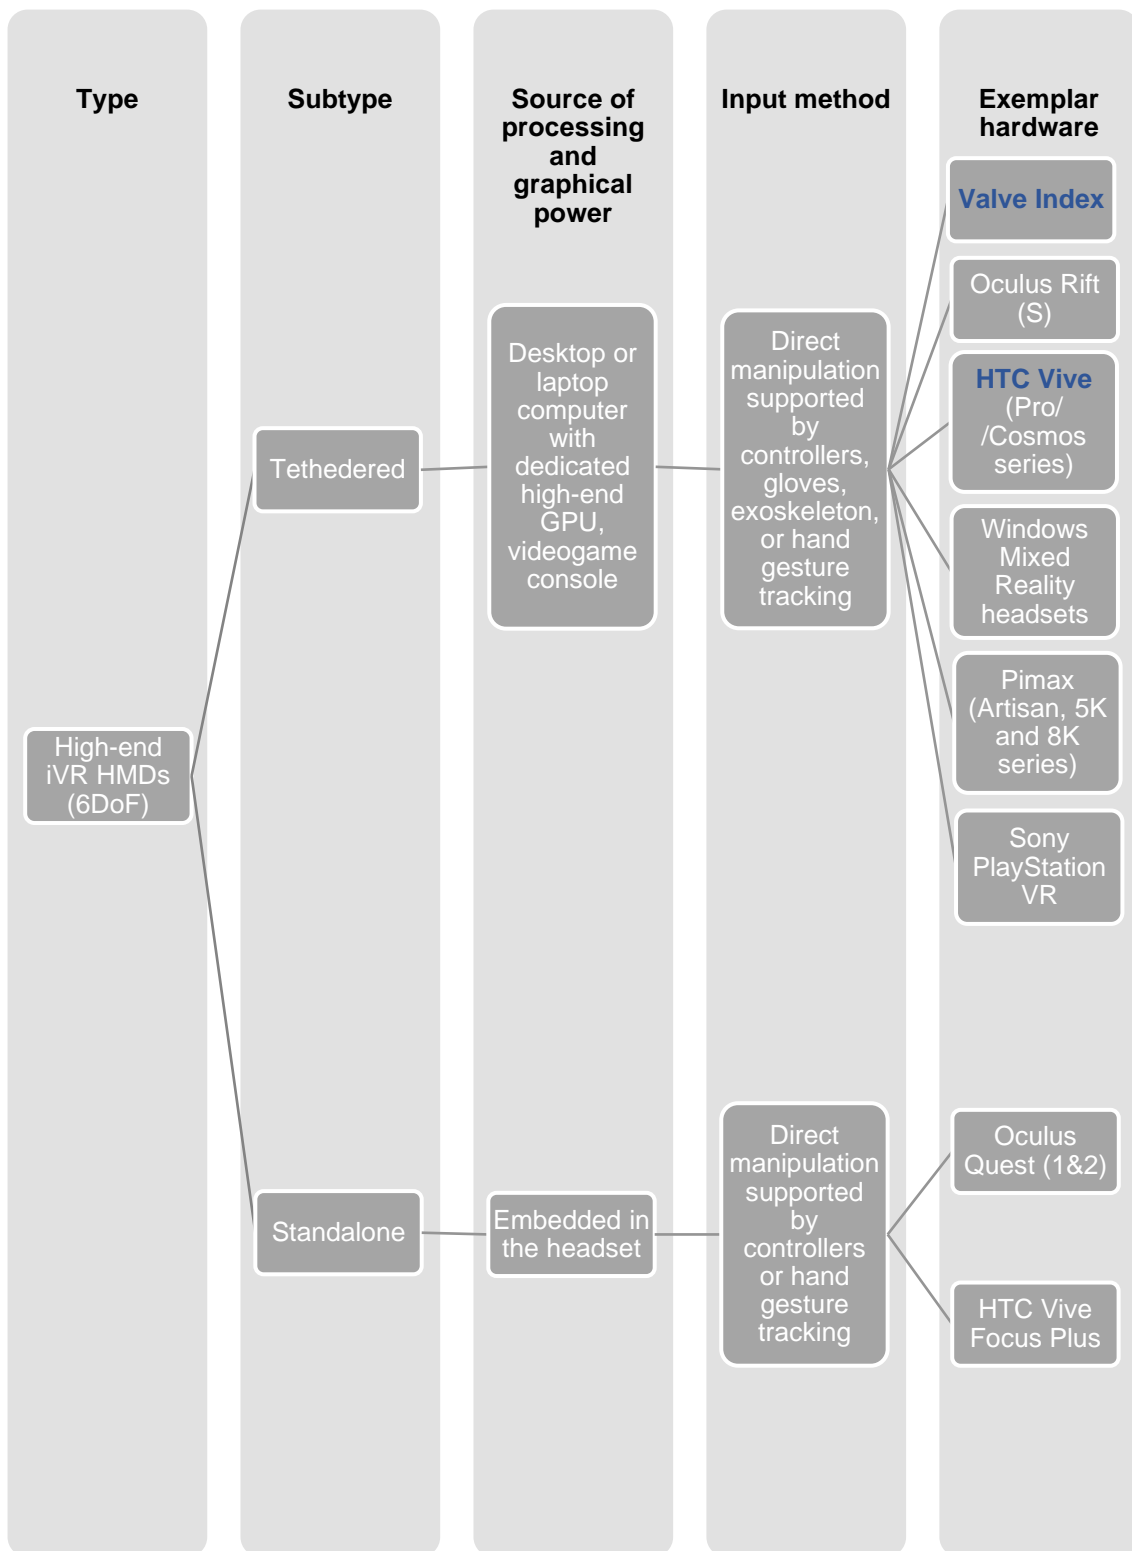 Type
Subtype
Source of
processing
and
graphical
power
Input method
Exemplar
hardware
High-end
iVR HMDs
(6DoF)
Tethedered
Desktop or
laptop
computer
with
dedicated
high-end
GPU,
videogame
console
Direct
manipulation
supported
by
controllers,
gloves,
exoskeleton,
or hand
gesture
tracking
Valve Index
Oculus Rift
(S)
HTC Vive
(Pro/
/Cosmos
series)
Windows
Mixed
Reality
headsets
Pimax
(Artisan, 5K
and 8K
series)
Sony
PlayStation
VR
Standalone
Embedded in
the headset
Direct
manipulation
supported
by
controllers
or hand
gesture
tracking
Oculus
Quest (1&2)
HTC Vive
Focus Plus